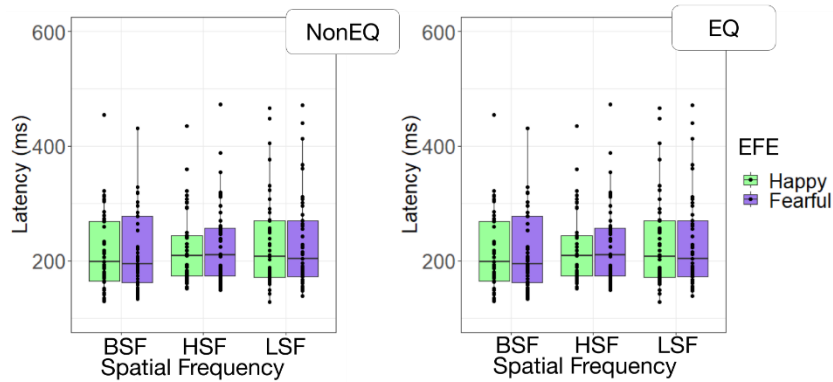 NonEQ
600
400
200
Latency (ms)
BSF HSF LSF
Spatial Frequency
EQ
600
400
200
Latency (ms)
BSF HSF LSF
Spatial Frequency
EFE
Happy
Fearful